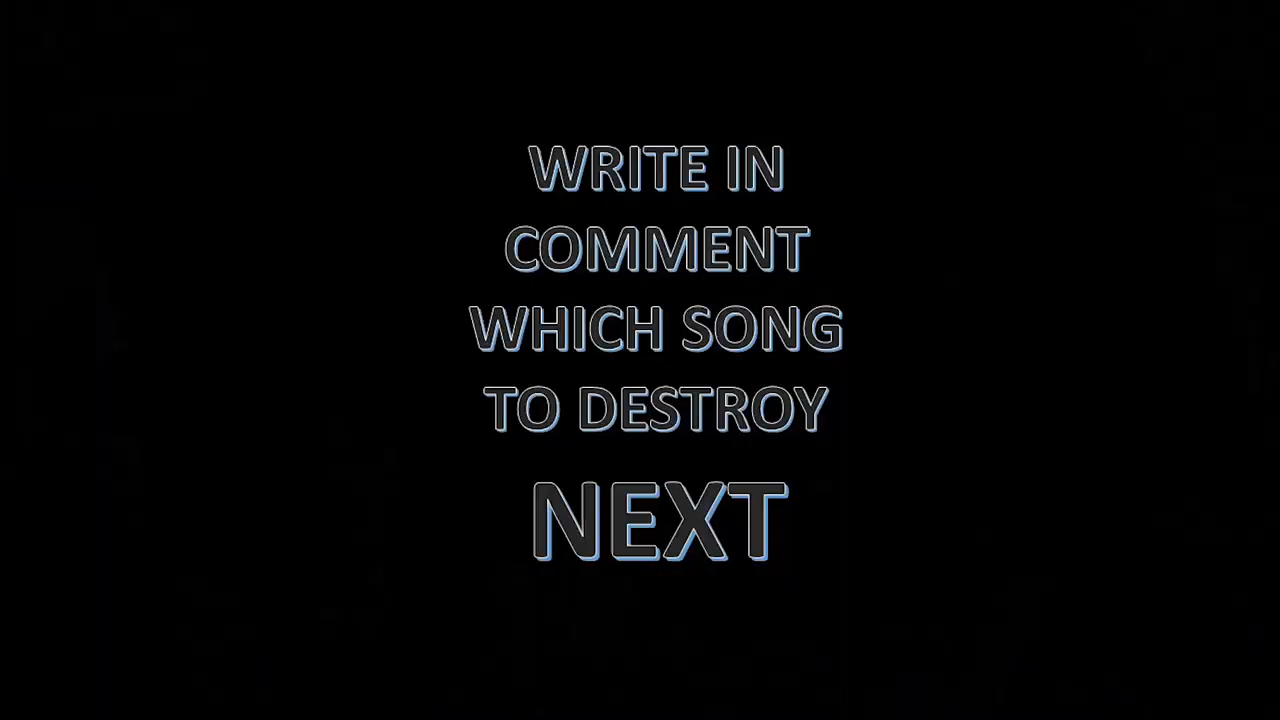 WRITE IN
COMMENT
WHICH SONG
TO DESTROY
NEXT